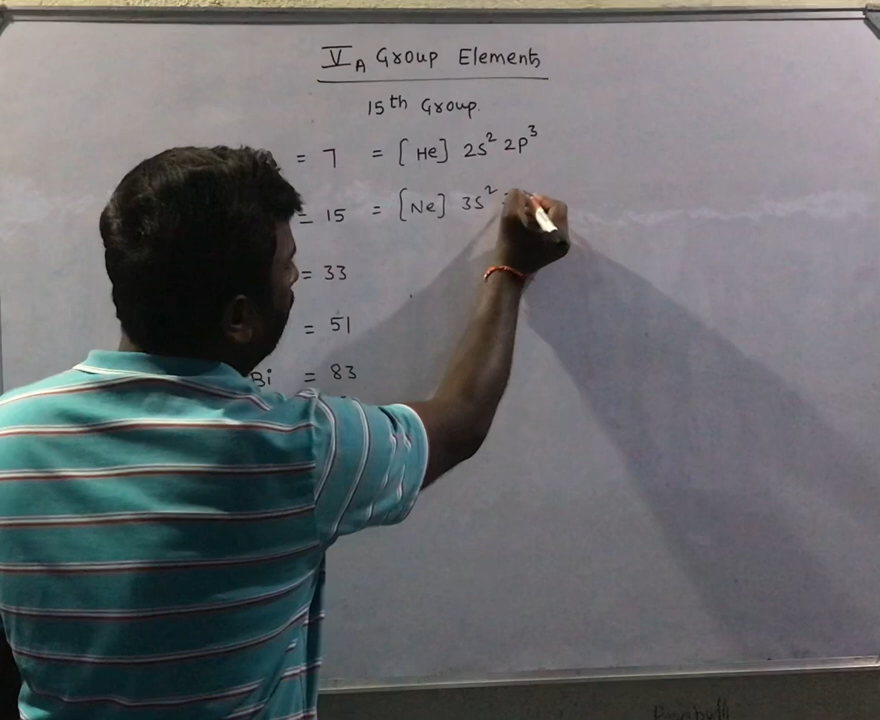 V A Group Elements
15th Group.
= 7 = [He] 2s² 2p³
= 15 = [Ne] 3s²
= 33
= 51
Bi = 83